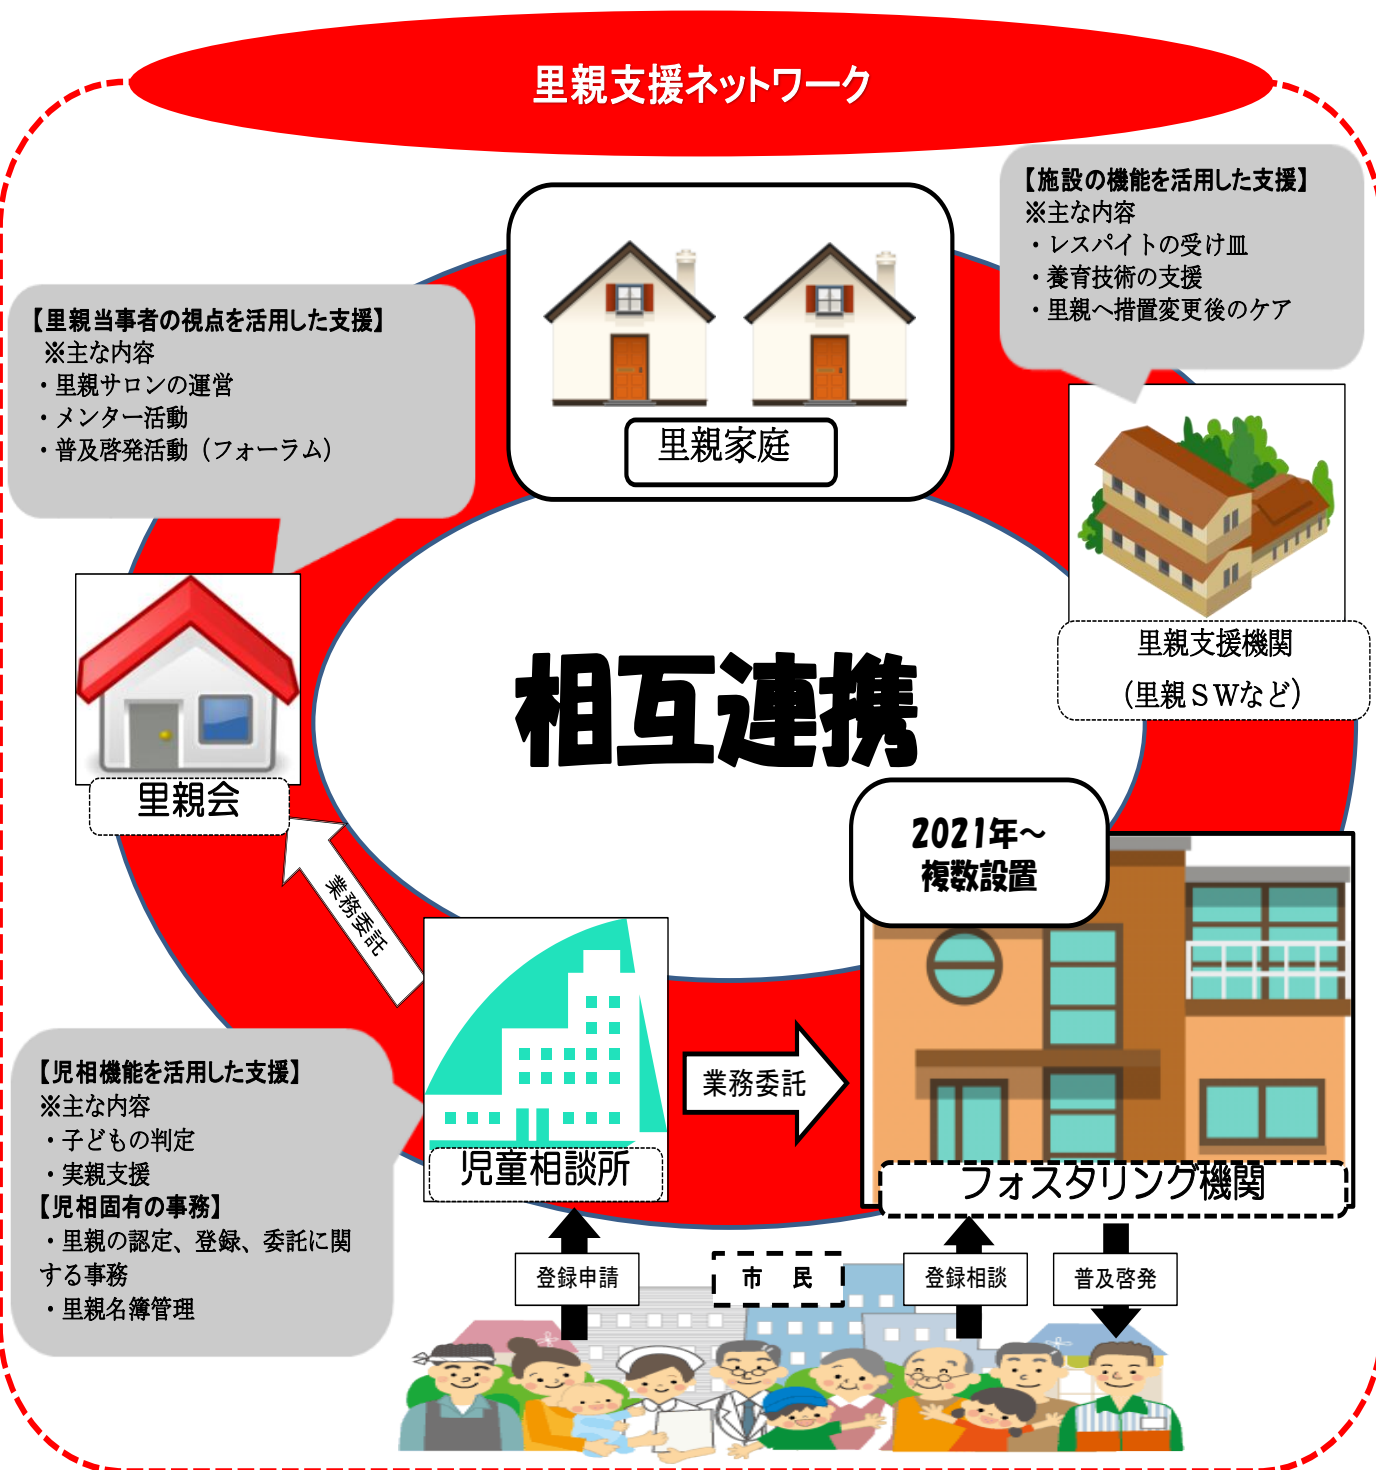 里親支援ネットワーク
【施設の機能を活用した支援】
※主な内容
・レスパイトの受け皿
・養育技術の支援
・里親へ措置変更後のケア
【里親当事者の視点を活用した支援】
※主な内容
・里親サロンの運営
・メンター活動
・普及啓発活動（フォーラム）
里親家庭
里親支援機関
（里親ＳＷなど）
相互連携
里親会
2021年～
複数設置
業務委託
【児相機能を活用した支援】
※主な内容
・子どもの判定
・実親支援
【児相固有の事務】
・里親の認定、登録、委託に関
する事務
・里親名簿管理
業務委託
児童相談所
フォスタリング機関
登録申請
市　民
登録相談
普及啓発